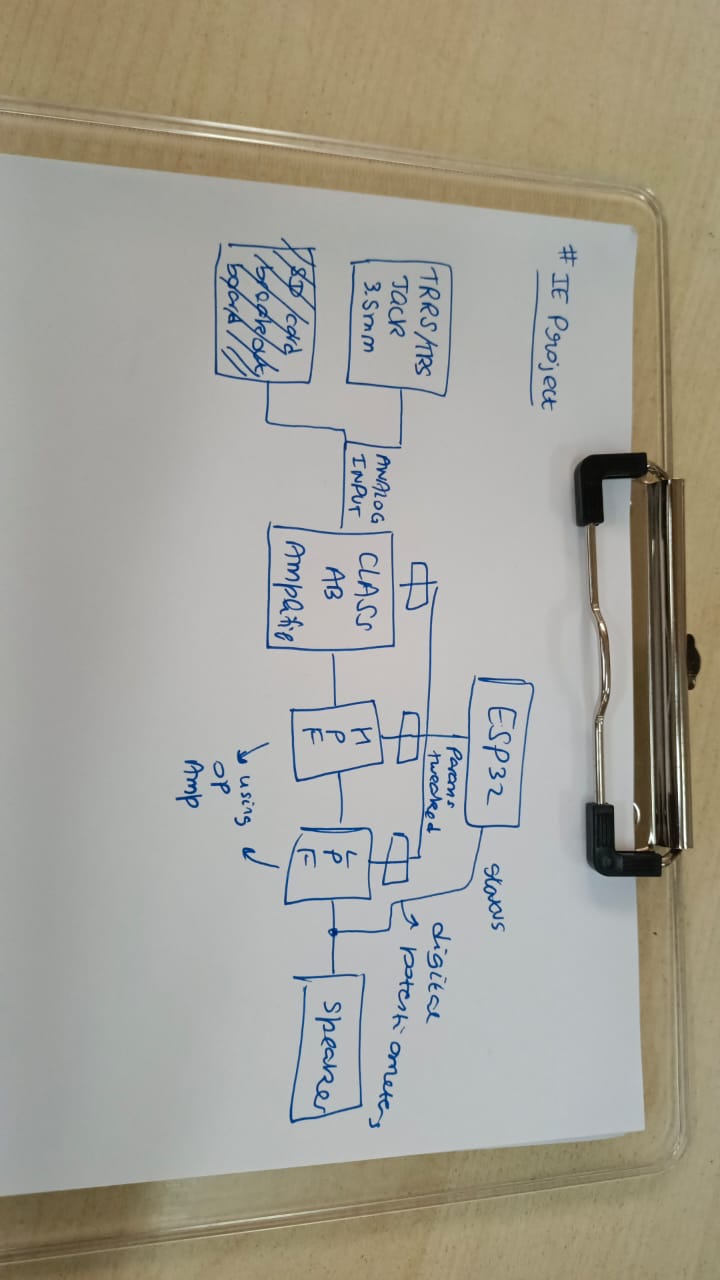 # IE Project
TRRS/TRS
Jack
3.5mm
SD/card
breakout
board
ANALOG
INPUT
CLASS
AB
Amplifie
ESP32
Params
tweaked
status
H
P
F
L
P
F
using
OP
Amp
digital
potentiometers
Speaker